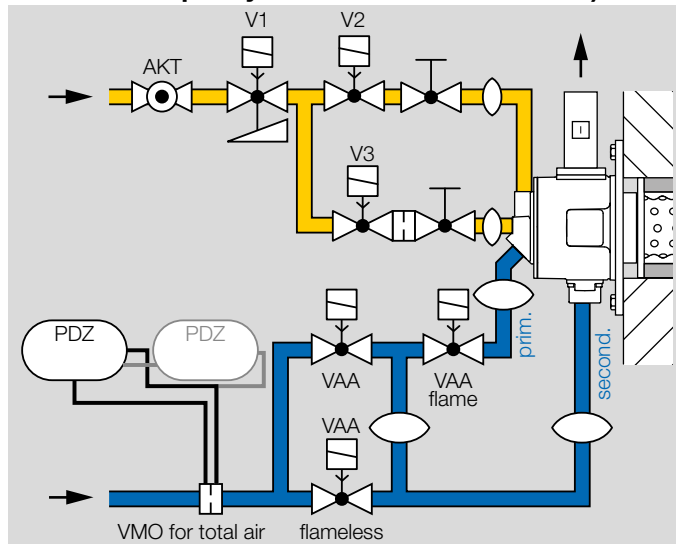 V1
V2
AKT
V3
PDZ
PDZ
prim.
second.
VAA
VAA
flame
VAA
VMO for total air
flameless